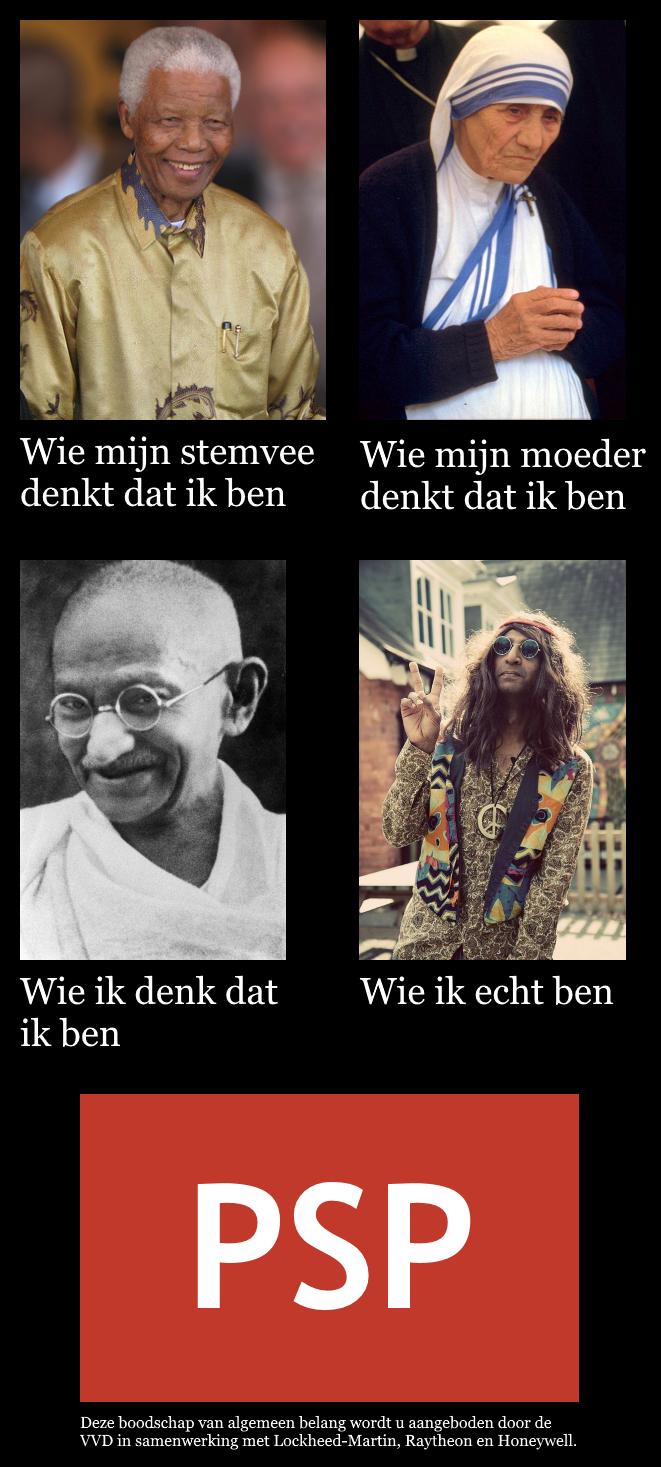 Wie mijn stemvee
denkt dat ik ben
Wie mijn moeder
denkt dat ik ben
Wie ik denk dat
ik ben
Wie ik echt ben
PSP
Deze boodschap van algemeen belang wordt u aangeboden door de
VVD in samenwerking met Lockheed-Martin, Raytheon en Honeywell.